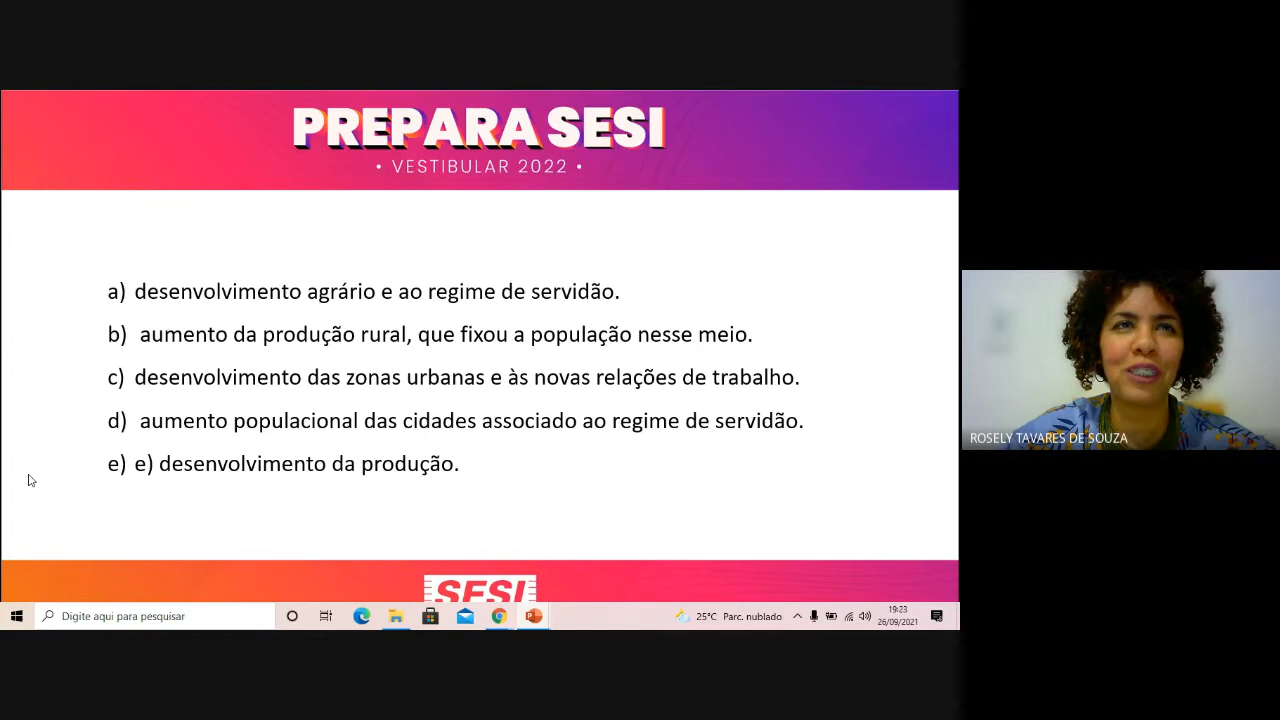 PREPARA SESI
• VESTIBULAR 2022 •
a) desenvolvimento agrário e ao regime de servidão.
b) aumento da produção rural, que fixou a população nesse meio.
c) desenvolvimento das zonas urbanas e às novas relações de trabalho.
d) aumento populacional das cidades associado ao regime de servidão.
e) e) desenvolvimento da produção.
ROSELY TAVARES DE SOUZA
SESI
Digite aqui para pesquisar
25°C Parc. nublado
19:23
26/09/2021